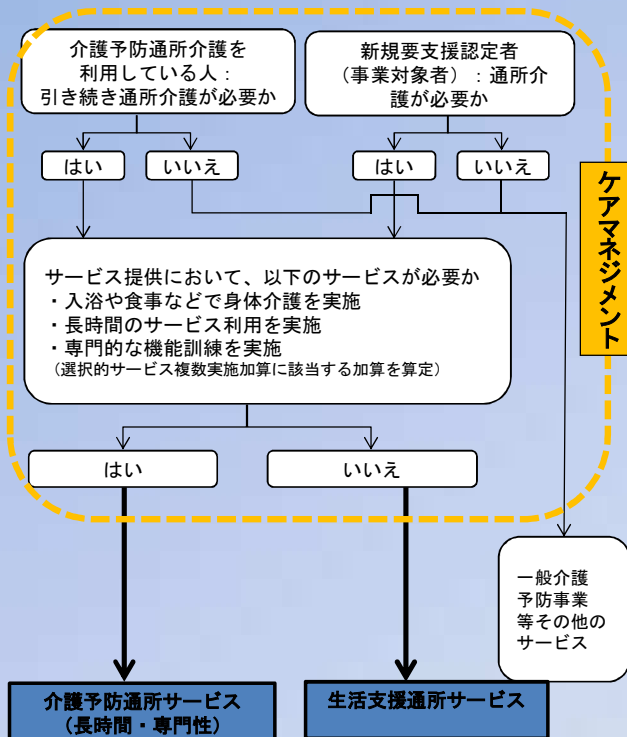 介護予防通所介護を
利用している人：
引き続き通所介護が必要か
新規要支援認定者
（事業対象者）：通所介
護が必要か
はい
いいえ
はい
いいえ
ケアマネジメント
サービス提供において、以下のサービスが必要か
・入浴や食事などで身体介護を実施
・長時間のサービス利用を実施
・専門的な機能訓練を実施
（選択的サービス複数実施加算に該当する加算を算定）
はい
いいえ
一般介護
予防事業
等その他の
サービス
介護予防通所サービス
（長時間・専門性）
生活支援通所サービス